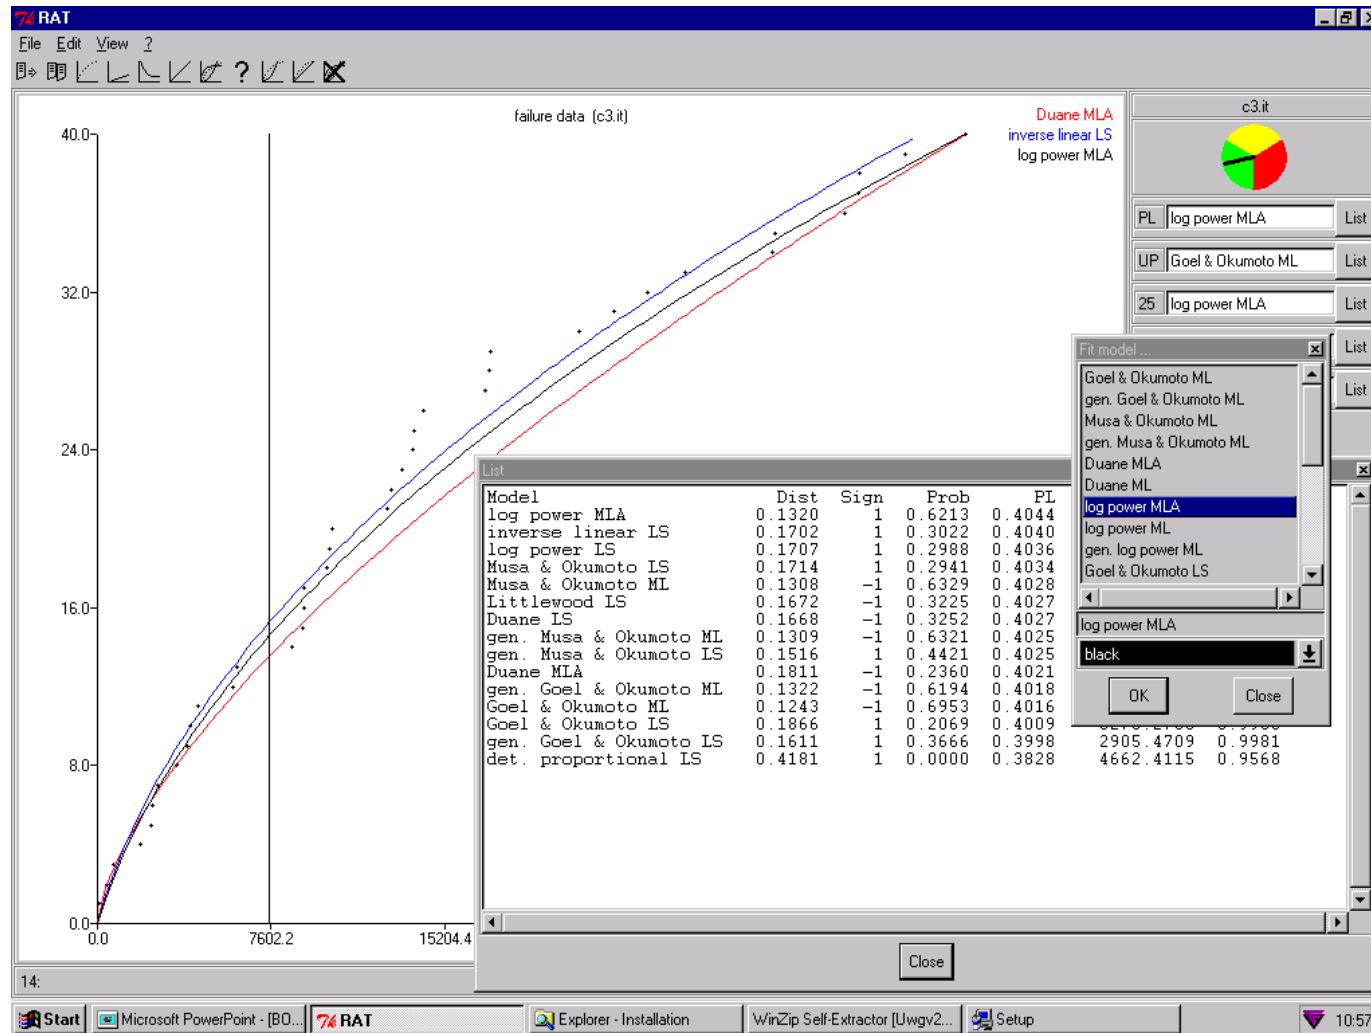 RAT
File Edit View ?
failure data (c3.it)
Duane MLA
inverse linear LS
log power MLA
40.0
32.0
24.0
16.0
8.0
0.0
0.0 7602.2 15204.4
c3.it
PL log power MLA List
UP Goel & Okumoto ML List
25 log power MLA List
List
List
Fit model ...
Goel & Okumoto ML
gen. Goel & Okumoto ML
Musa & Okumoto ML
gen. Musa & Okumoto ML
Duane MLA
Duane ML
log power MLA
log power ML
gen. log power ML
Goel & Okumoto LS
log power MLA
black
OK Close
List
Model Dist Sign Prob PL
log power MLA 0.1320 1 0.6213 0.4044
inverse linear LS 0.1702 1 0.3022 0.4040
log power LS 0.1707 1 0.2988 0.4036
Musa & Okumoto LS 0.1714 1 0.2941 0.4034
Musa & Okumoto ML 0.1308 -1 0.6329 0.4028
Littlewood LS 0.1672 -1 0.3225 0.4027
Duane LS 0.1668 -1 0.3252 0.4027
gen. Musa & Okumoto ML 0.1309 -1 0.6321 0.4025
gen. Musa & Okumoto LS 0.1516 1 0.4421 0.4025
Duane MLA 0.1811 -1 0.2360 0.4021
gen. Goel & Okumoto ML 0.1322 -1 0.6194 0.4018
Goel & Okumoto ML 0.1243 -1 0.6953 0.4016
Goel & Okumoto LS 0.1866 1 0.2069 0.4009
gen. Goel & Okumoto LS 0.1611 1 0.3666 0.3998 2905.4709 0.9981
det. proportional LS 0.4181 1 0.0000 0.3828 4662.4115 0.9568
Close
14:
Start Microsoft PowerPoint - [BO... RAT Explorer - Installation WinZip Self-Extractor [Uwgv2... Setup 10:57